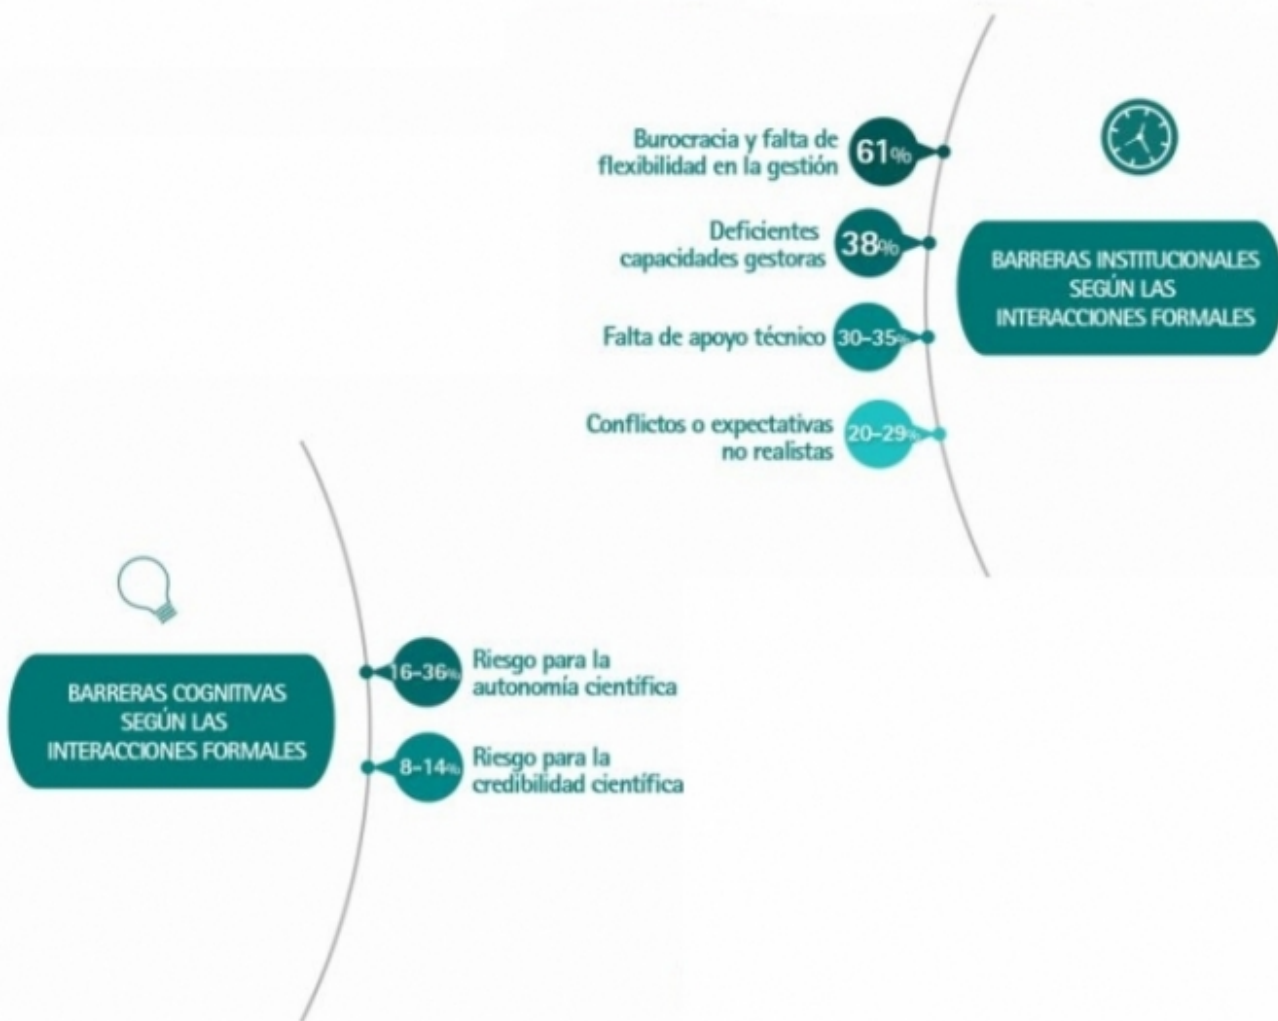 Burocracia y falta de
flexibilidad en la gestión
61%
Deficientes
capacidades gestoras
38%
Falta de apoyo técnico
30–35%
Conflictos o expectativas
no realistas
20–29%
BARRERAS INSTITUCIONALES
SEGÚN LAS
INTERACCIONES FORMALES
BARRERAS COGNITIVAS
SEGÚN LAS
INTERACCIONES FORMALES
16–36%
Riesgo para la
autonomía científica
8–14%
Riesgo para la
credibilidad científica